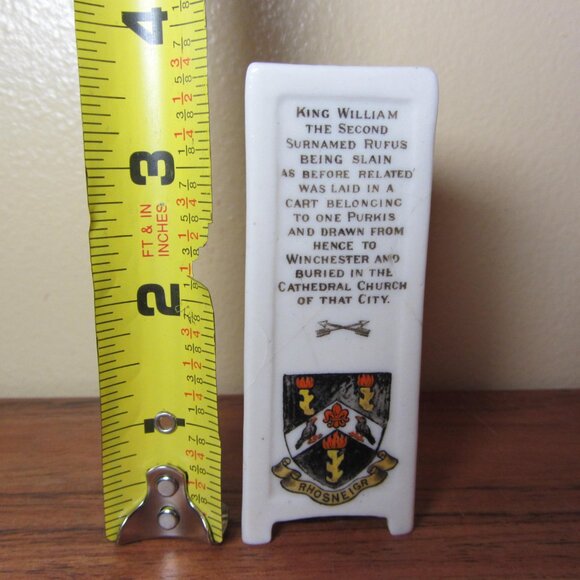 4
3
2
1
FT & IN
INCHES
KING WILLIAM
THE SECOND
SURNAMED RUFUS
BEING SLAIN
AS BEFORE RELATED
WAS LAID IN A
CART BELONGING
TO ONE PURKIS
AND DRAWN FROM
HENCE TO
WINCHESTER AND
BURIED IN THE
CATHEDRAL CHURCH
OF THAT CITY.
RHOSNEIGR